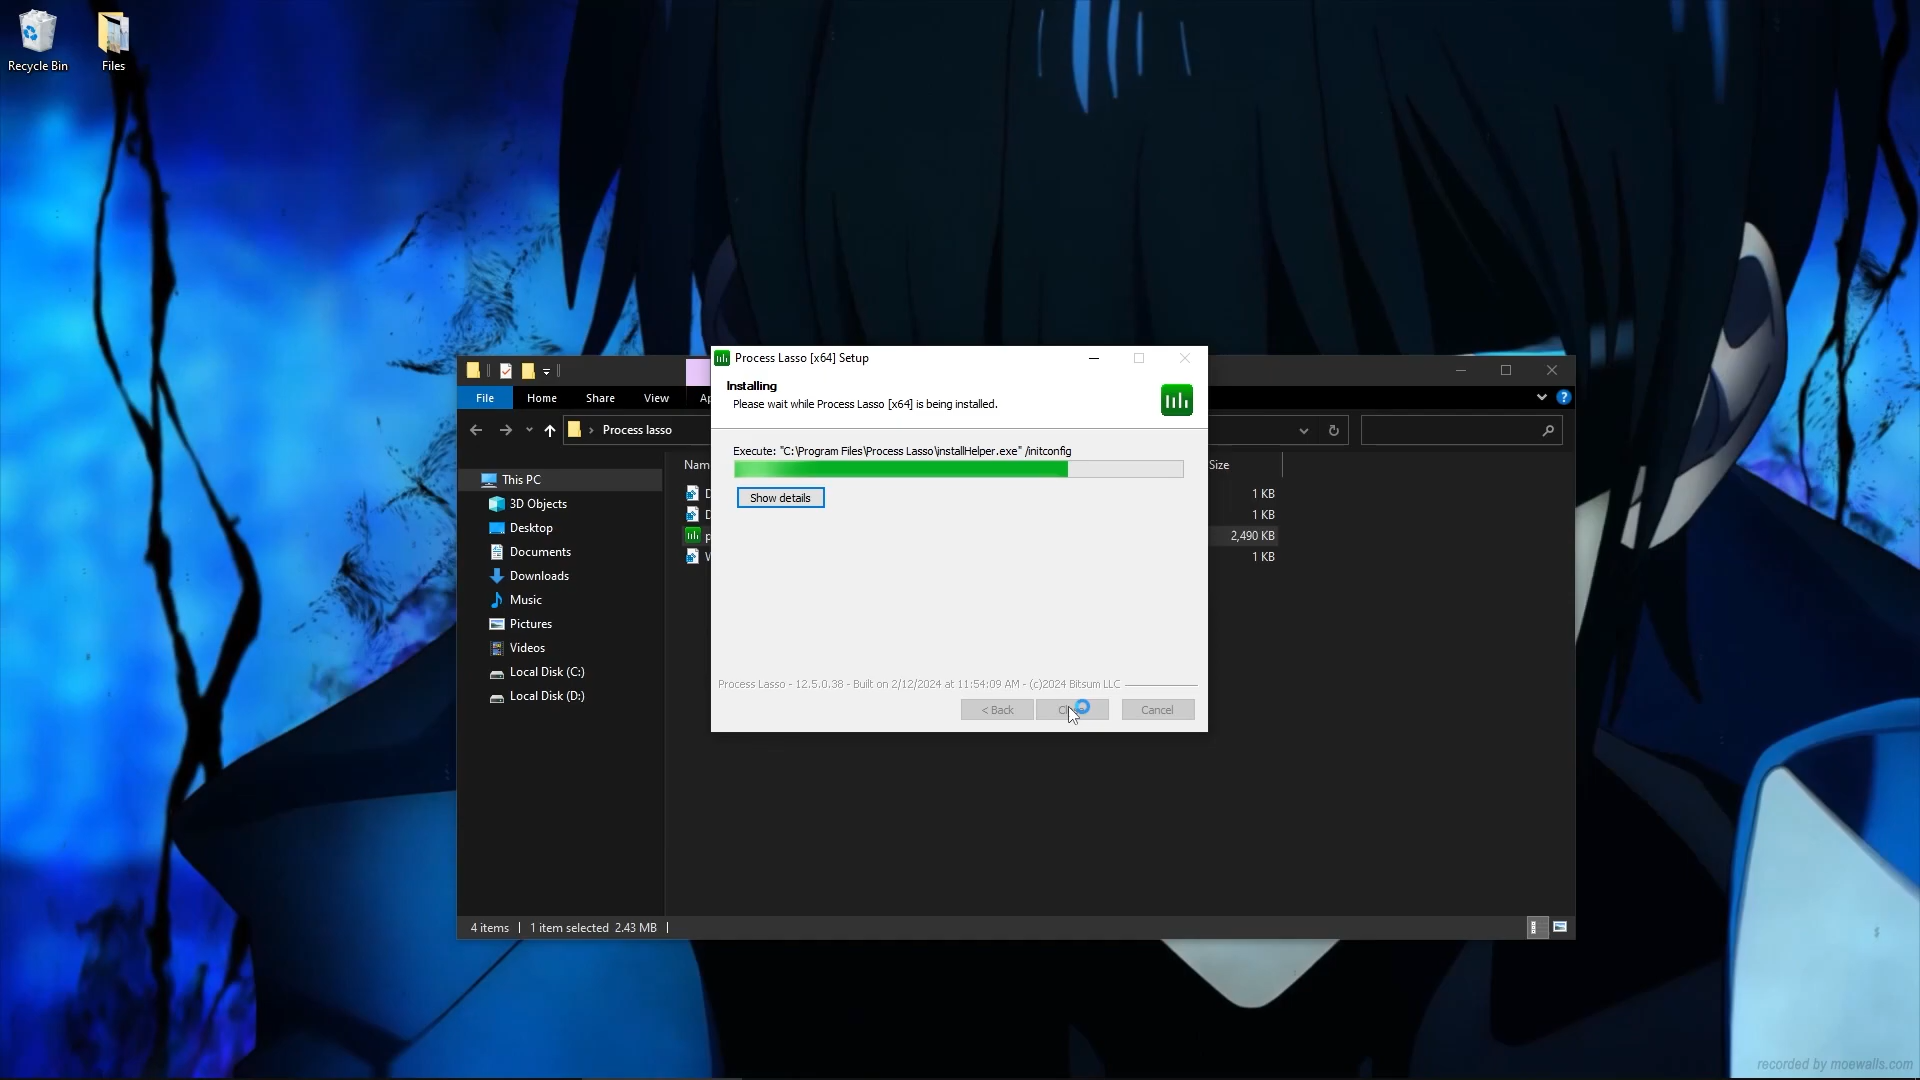 Recycle Bin
Files
Process Lasso [x64] Setup
Installing
Please wait while Process Lasso [x64] is being installed.
File
Home
Share
View
Process lasso
Execute: "C:\Program Files\Process Lasso\installHelper.exe" /initconfig
Show details
Size
This PC
3D Objects
Desktop
Documents
Downloads
Music
Pictures
Videos
Local Disk (C:)
Local Disk (D:)
1 KB
1 KB
2,490 KB
1 KB
Process Lasso - 12.5.0.38 - Built on 2/12/2024 at 11:54:09 AM - (c)2024 Bitsum LLC
< Back
Cancel
4 items
1 item selected 2.43 MB
recorded by moewalls.com